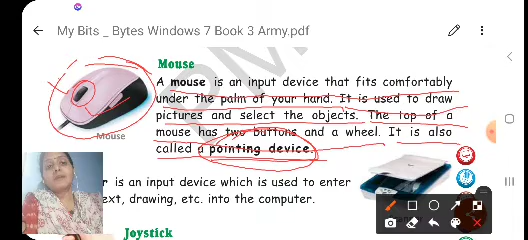 My Bits _ Bytes Windows 7 Book 3 Army.pdf
Mouse
A mouse is an input device that fits comfortably
under the palm of your hand. It is used to draw
pictures and select the objects. The top of a
mouse has two buttons and a wheel. It is also
called a pointing device.
Mouse
r is an input device which is used to enter
ext, drawing, etc. into the computer.
Joystick